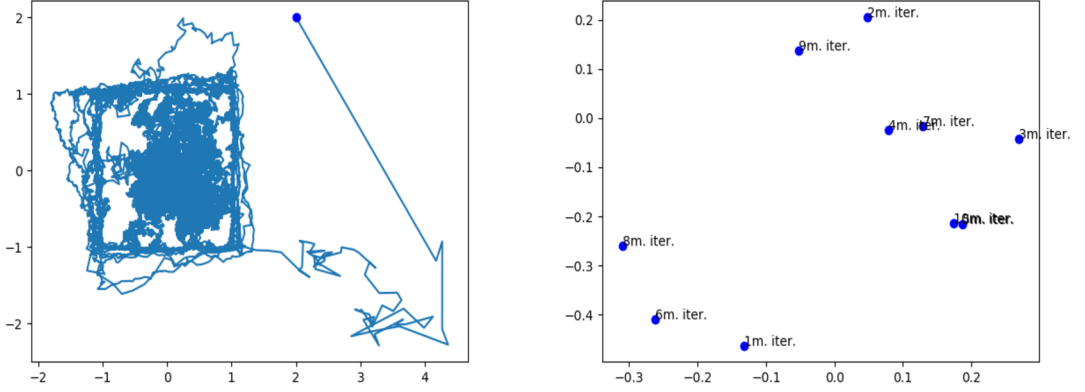 2
1
0
−1
−2
−2
−1
0
1
2
3
4
0.2
0.1
0.0
−0.1
−0.2
−0.3
−0.4
−0.3
−0.2
−0.1
0.0
0.1
0.2
2m. iter.
9m. iter.
4m. iter.
7m. iter.
3m. iter.
iter.
8m. iter.
6m. iter.
1m. iter.